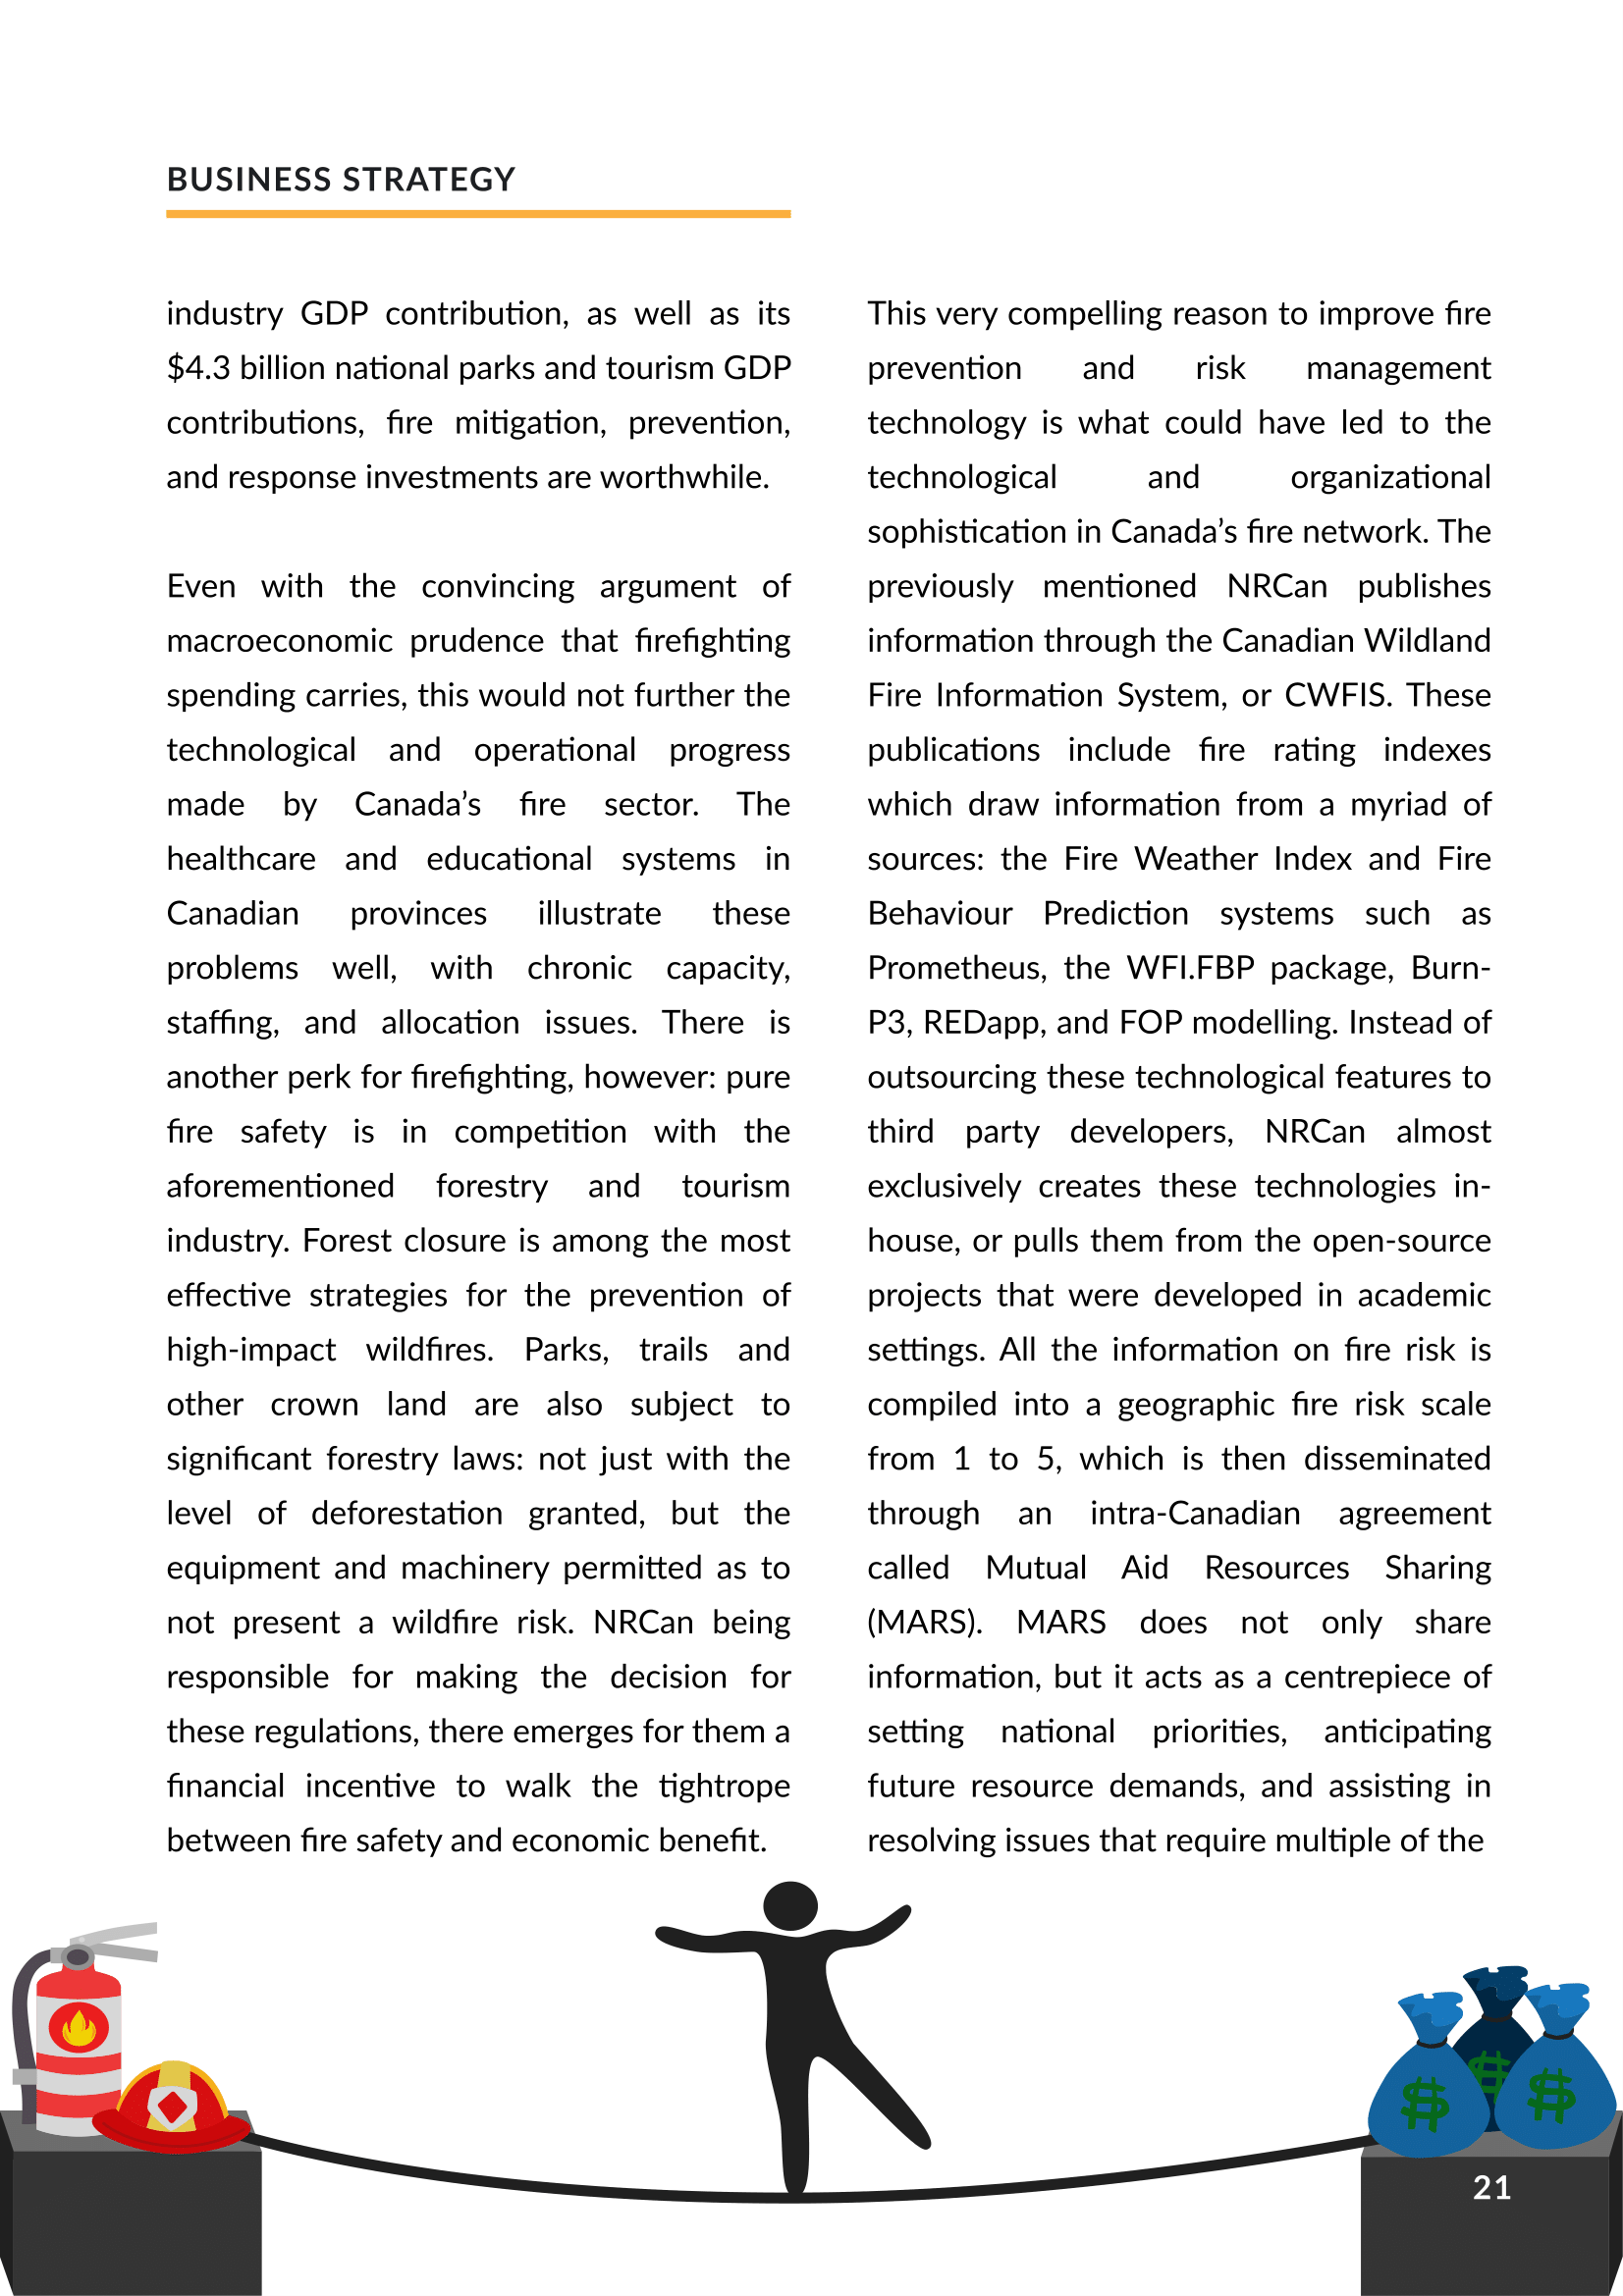 BUSINESS STRATEGY
industry GDP contribution, as well as its
$4.3 billion national parks and tourism GDP
contributions, fire mitigation, prevention,
and response investments are worthwhile.
Even with the convincing argument of
macroeconomic prudence that firefighting
spending carries, this would not further the
technological and operational progress
made by Canada’s fire sector. The
healthcare and educational systems in
Canadian provinces illustrate these
problems well, with chronic capacity,
staffing, and allocation issues. There is
another perk for firefighting, however: pure
fire safety is in competition with the
aforementioned forestry and tourism
industry. Forest closure is among the most
effective strategies for the prevention of
high-impact wildfires. Parks, trails and
other crown land are also subject to
significant forestry laws: not just with the
level of deforestation granted, but the
equipment and machinery permitted as to
not present a wildfire risk. NRCan being
responsible for making the decision for
these regulations, there emerges for them a
financial incentive to walk the tightrope
between fire safety and economic benefit.
This very compelling reason to improve fire
prevention and risk management
technology is what could have led to the
technological and organizational
sophistication in Canada’s fire network. The
previously mentioned NRCan publishes
information through the Canadian Wildland
Fire Information System, or CWFIS. These
publications include fire rating indexes
which draw information from a myriad of
sources: the Fire Weather Index and Fire
Behaviour Prediction systems such as
Prometheus, the WFI.FBP package, Burn-
P3, REDapp, and FOP modelling. Instead of
outsourcing these technological features to
third party developers, NRCan almost
exclusively creates these technologies in-
house, or pulls them from the open-source
projects that were developed in academic
settings. All the information on fire risk is
compiled into a geographic fire risk scale
from 1 to 5, which is then disseminated
through an intra-Canadian agreement
called Mutual Aid Resources Sharing
(MARS). MARS does not only share
information, but it acts as a centrepiece of
setting national priorities, anticipating
future resource demands, and assisting in
resolving issues that require multiple of the
$
$
$
21